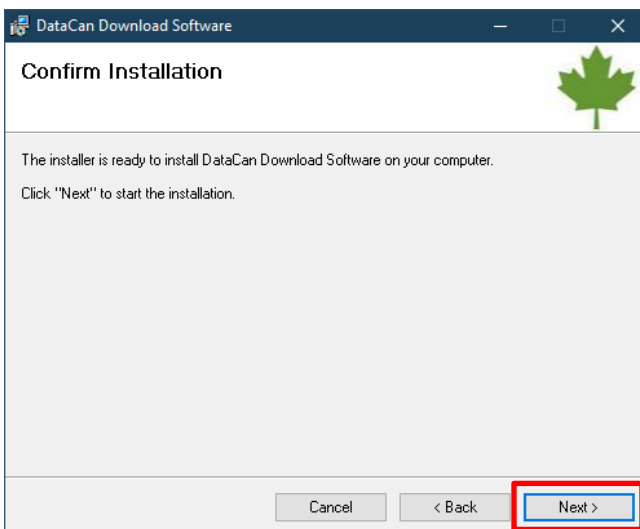 DataCan Download Software
Confirm Installation
The installer is ready to install DataCan Download Software on your computer.
Click "Next" to start the installation.
Cancel
< Back
Next >